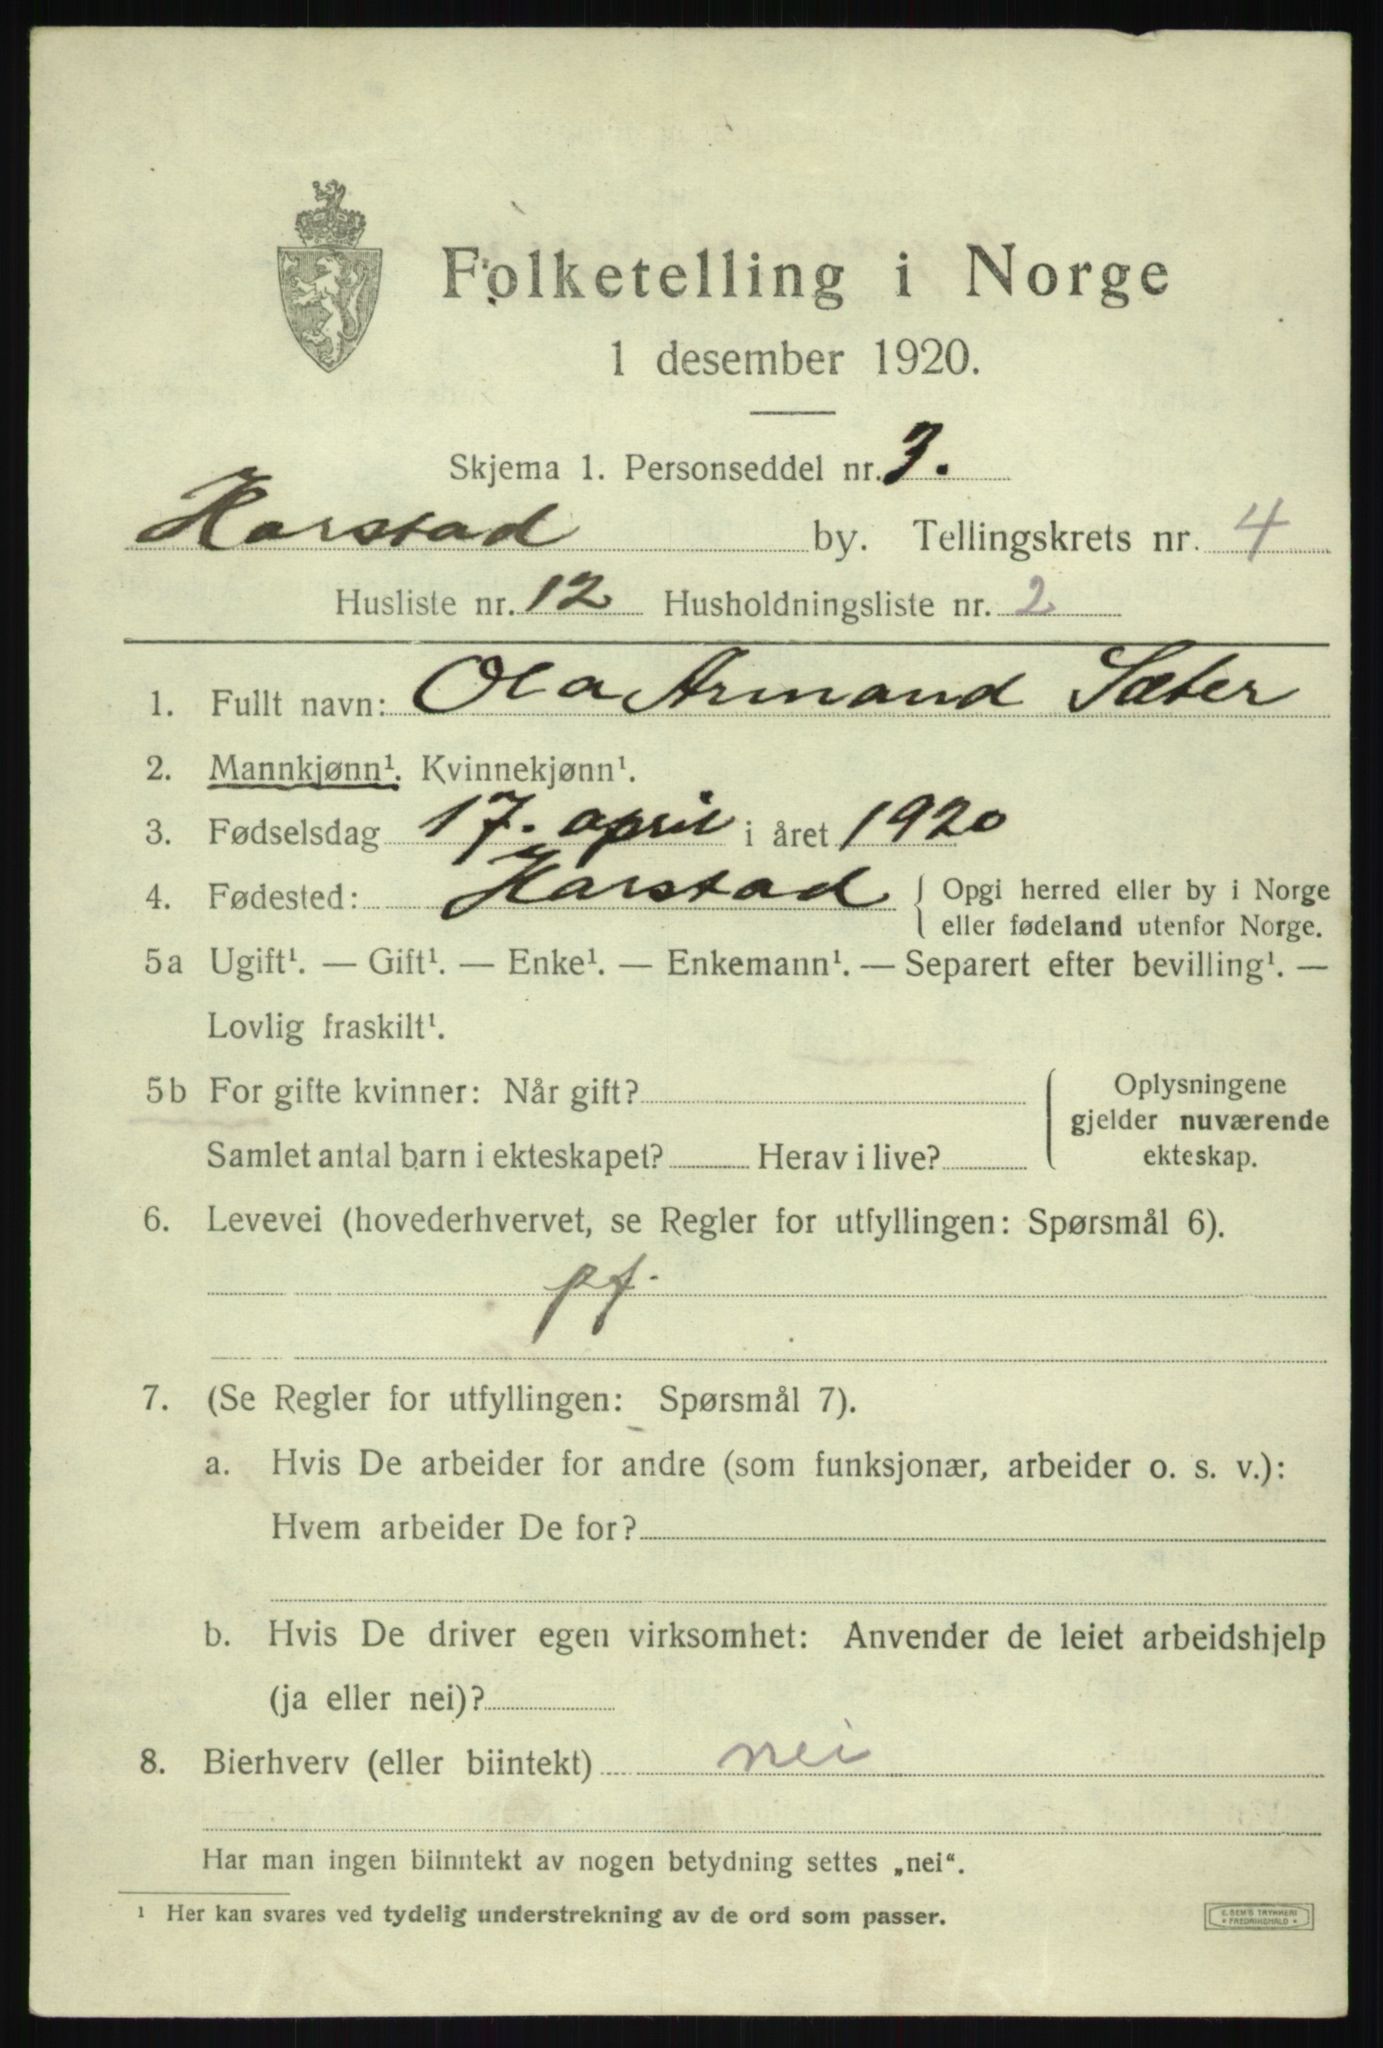 Folketelling i Norge
1 desember 1920.
Skjema 1. Personseddel nr. 3.
Harstad by. Tellingskrets nr. 4
Husliste nr. 12 Husholdningsliste nr. 2
1. Fullt navn: Ola Armand Sæter
2. Mannkjønn¹. Kvinnekjønn¹.
3. Fødselsdag 17. april i året 1920
4. Fødested: Harstad { Opgi herred eller by i Norge
eller fødeland utenfor Norge.
5a Ugift¹. — Gift¹. — Enke¹. — Enkemann¹. — Separert efter bevilling¹. —
Lovlig fraskilt¹.
5b For gifte kvinner: Når gift?
Samlet antal barn i ekteskapet? Herav i live?
Oplysningene
gjelder nuværende
ekteskap.
6. Levevei (hovederhvervet, se Regler for utfyllingen: Spørsmål 6).
pf.
7. (Se Regler for utfyllingen: Spørsmål 7).
a. Hvis De arbeider for andre (som funksjonær, arbeider o. s. v.):
Hvem arbeider De for?
b. Hvis De driver egen virksomhet: Anvender de leiet arbeidshjelp
(ja eller nei)?
8. Bierhverv (eller biintekt) nei
Har man ingen biinntekt av nogen betydning settes „nei“.
¹ Her kan svares ved tydelig understrekning av de ord som passer.
E. SEM'S TRYKKERI
FREDRIKSHALD